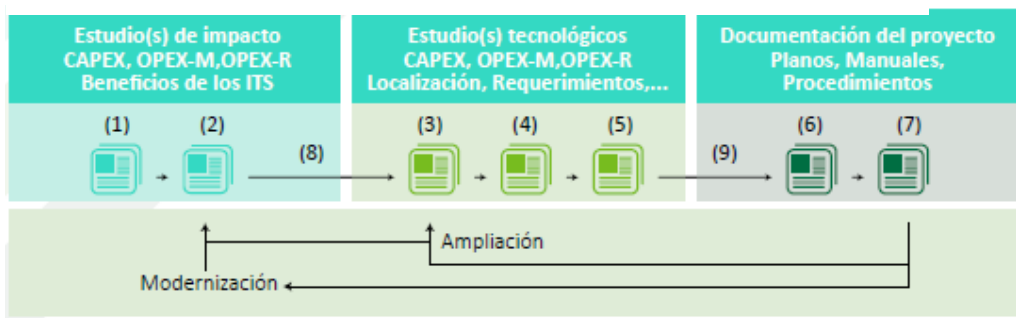 Estudio(s) de impacto
CAPEX, OPEX-M,OPEX-R
Beneficios de los ITS
Estudio(s) tecnológicos
CAPEX, OPEX-M,OPEX-R
Localización, Requerimientos,...
Documentación del proyecto
Planos, Manuales,
Procedimientos
(1) (2) (8) (3) (4) (5) (9) (6) (7)
Ampliación
Modernización